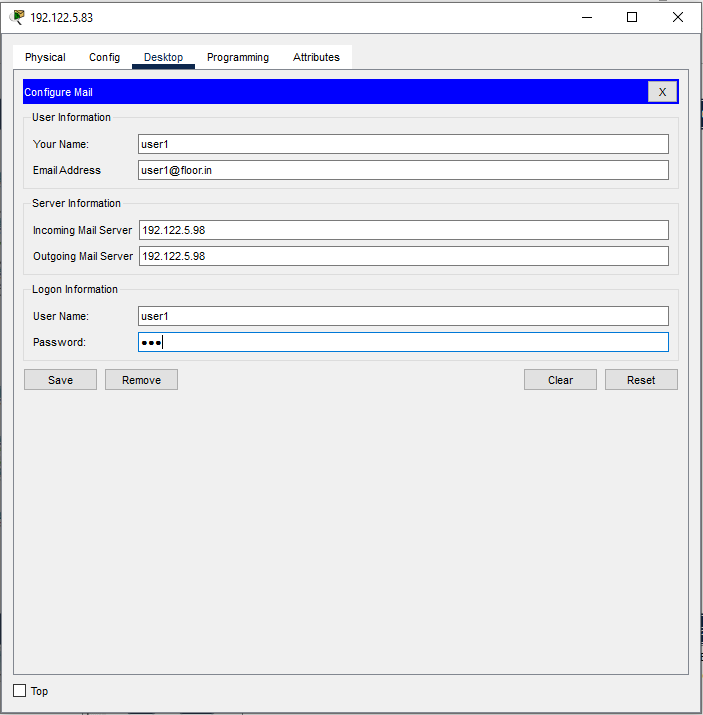 192.122.5.83
Physical Config Desktop Programming Attributes
Configure Mail X
User Information
Your Name: user1
Email Address user1@floor.in
Server Information
Incoming Mail Server 192.122.5.98
Outgoing Mail Server 192.122.5.98
Logon Information
User Name: user1
Password: ●●●
Save Remove Clear Reset
Top